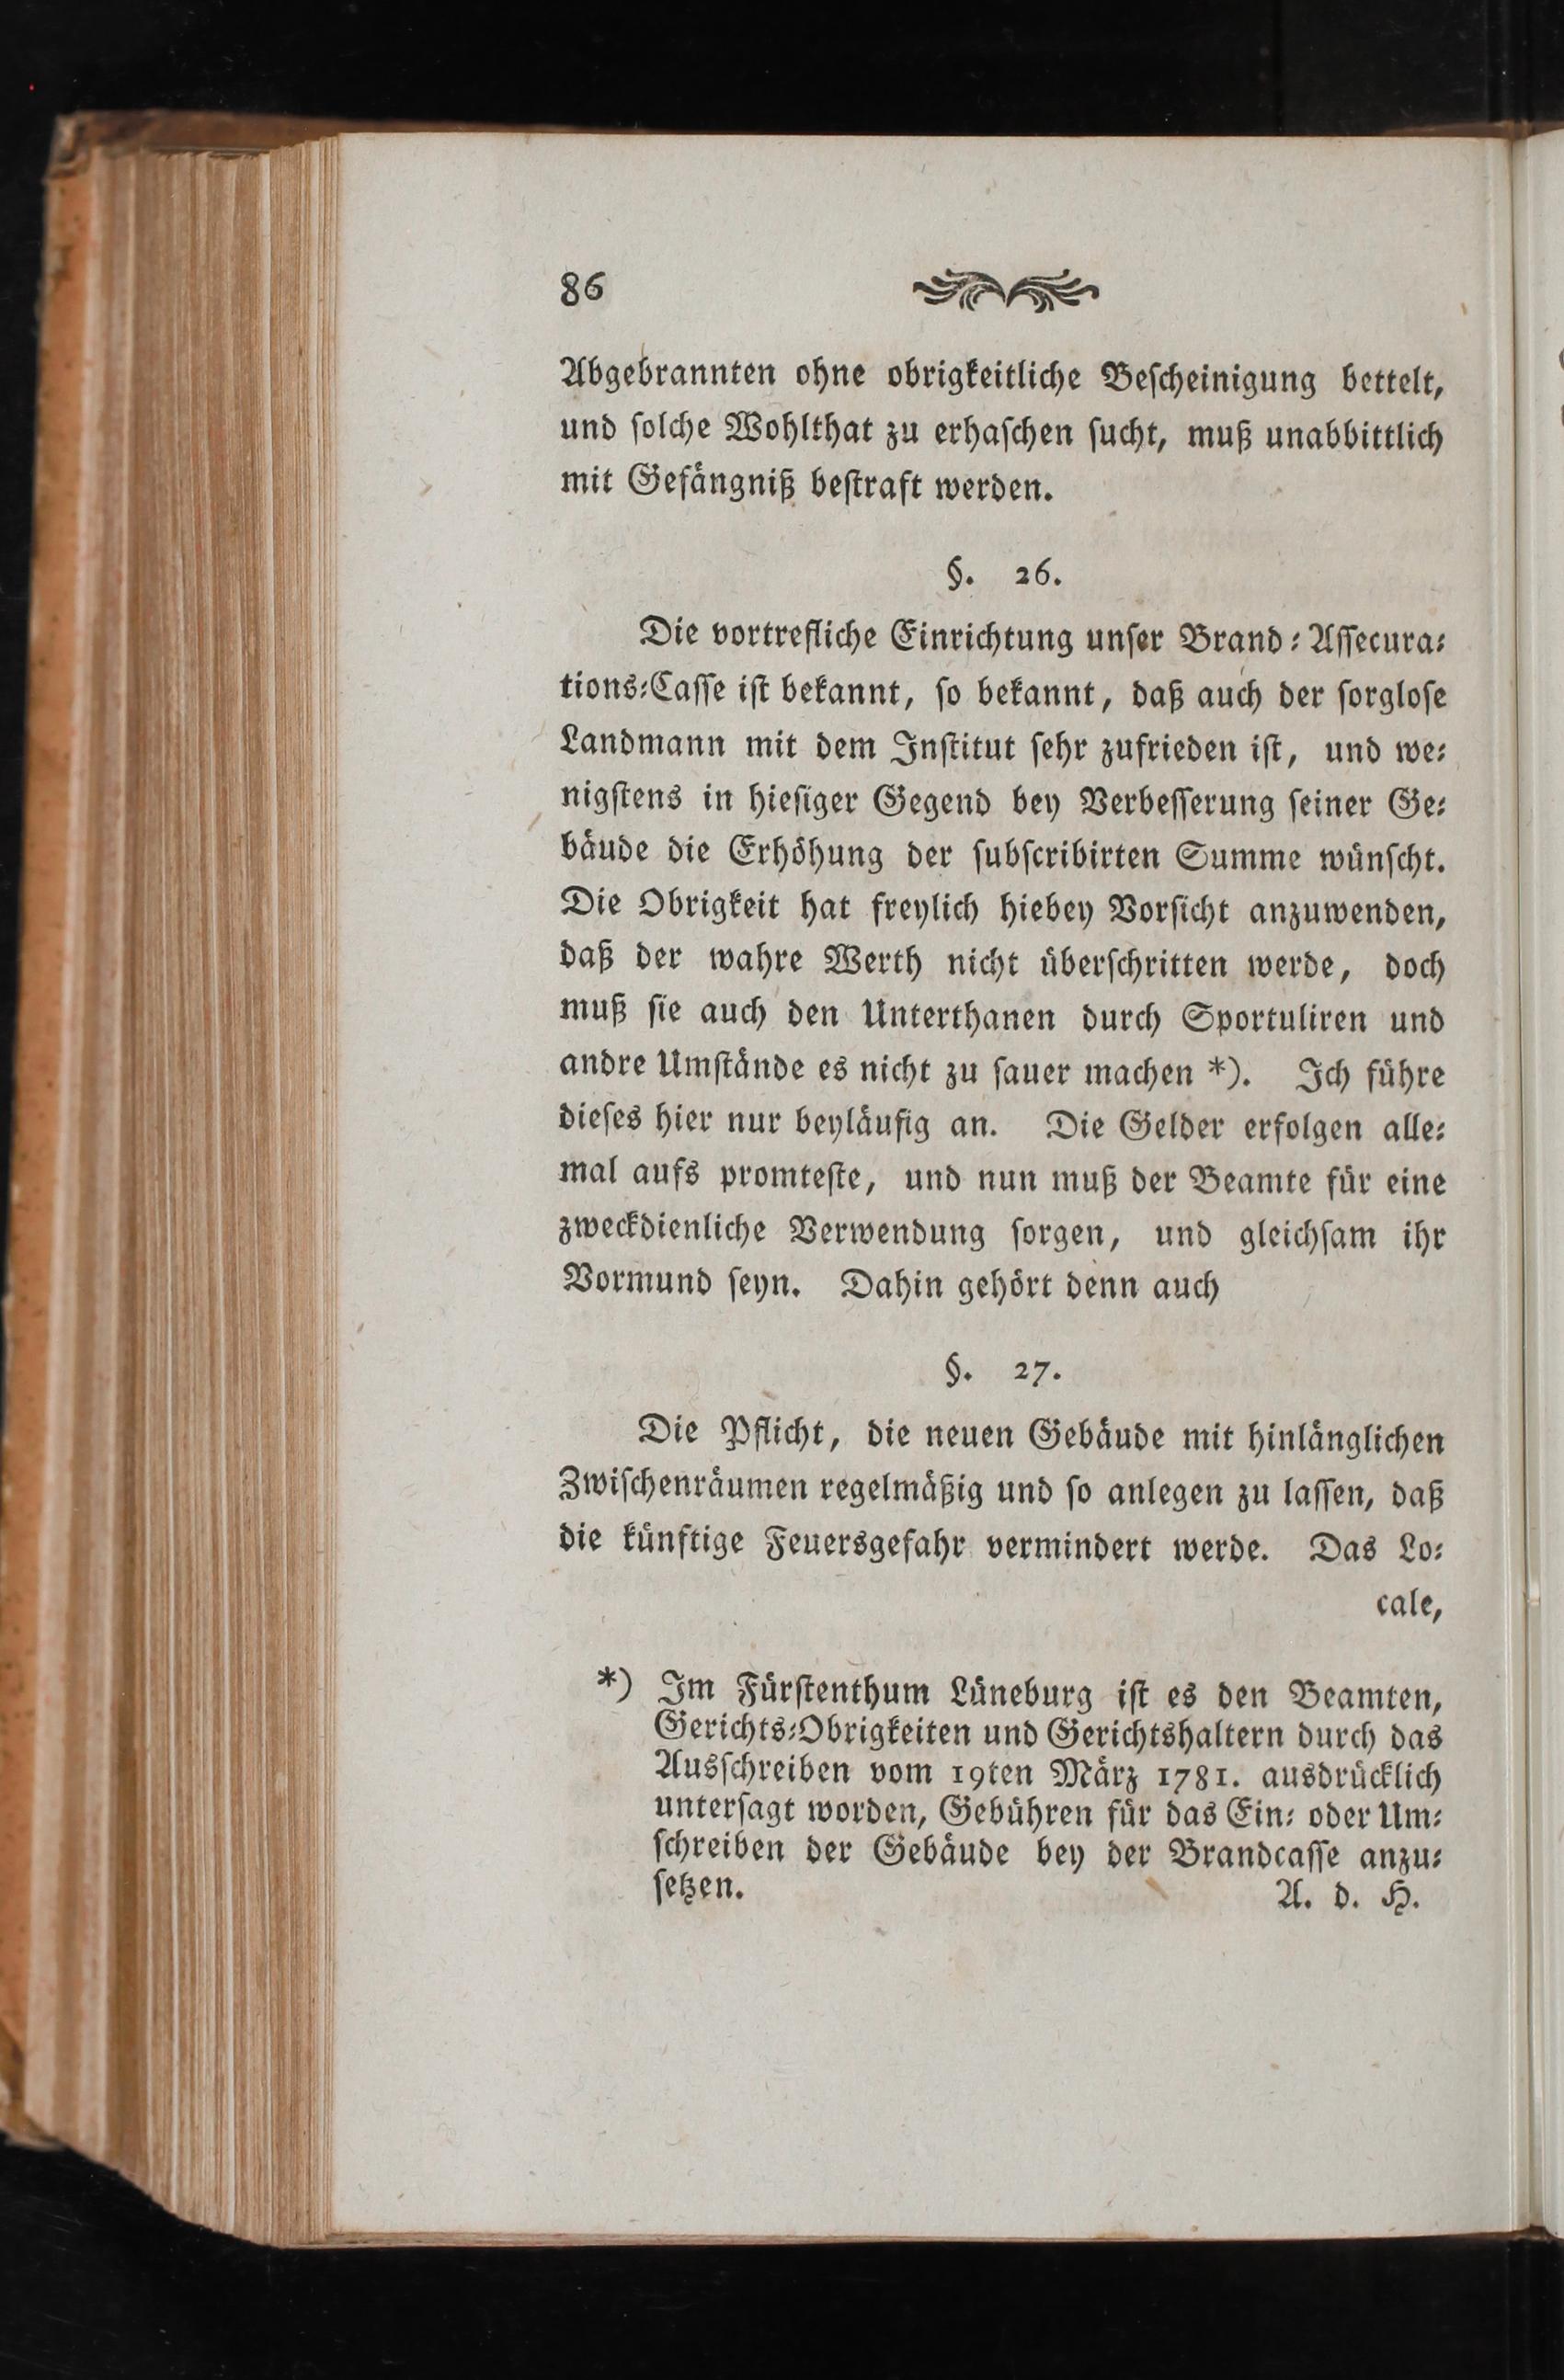 86
Abgebrannten ohne obrigkeitliche Beſcheinigung bettelt,
und ſolche Wohlthat zu erhaſchen ſucht, muß unabbittlich
mit Gefängniß beſtraft werden.
§. 26.
Die vortrefliche Einrichtung unſer Brand⸗Aſſecura⸗
tions⸗Caſſe iſt bekannt, ſo bekannt, daß auch der ſorgloſe
Landmann mit dem Inſtitut ſehr zufrieden iſt, und we⸗
nigſtens in hieſiger Gegend bey Verbeſſerung ſeiner Ge⸗
bäude die Erhöhung der ſubſcribirten Summe wünſcht.
Die Obrigkeit hat freylich hiebey Vorſicht anzuwenden,
daß der wahre Werth nicht überſchritten werde, doch
muß ſie auch den Unterthanen durch Sportuliren und
andre Umſtände es nicht zu ſauer machen *). Ich führe
dieſes hier nur beyläufig an. Die Gelder erfolgen alle⸗
mal aufs promteſte, und nun muß der Beamte für eine
zweckdienliche Verwendung ſorgen, und gleichſam ihr
Vormund ſeyn. Dahin gehört denn auch
§. 27.
Die Pflicht, die neuen Gebäude mit hinlänglichen
Zwiſchenräumen regelmäßig und ſo anlegen zu laſſen, daß
die künftige Feuersgefahr vermindert werde. Das Lo⸗
cale,
*) Im Fürſtenthum Lüneburg iſt es den Beamten,
Gerichts⸗Obrigkeiten und Gerichtshaltern durch das
Ausſchreiben vom 19ten März 1781. ausdrücklich
unterſagt worden, Gebühren für das Ein⸗ oder Um⸗
ſchreiben der Gebäude bey der Brandcaſſe anzu⸗
ſetzen. A. d. H.